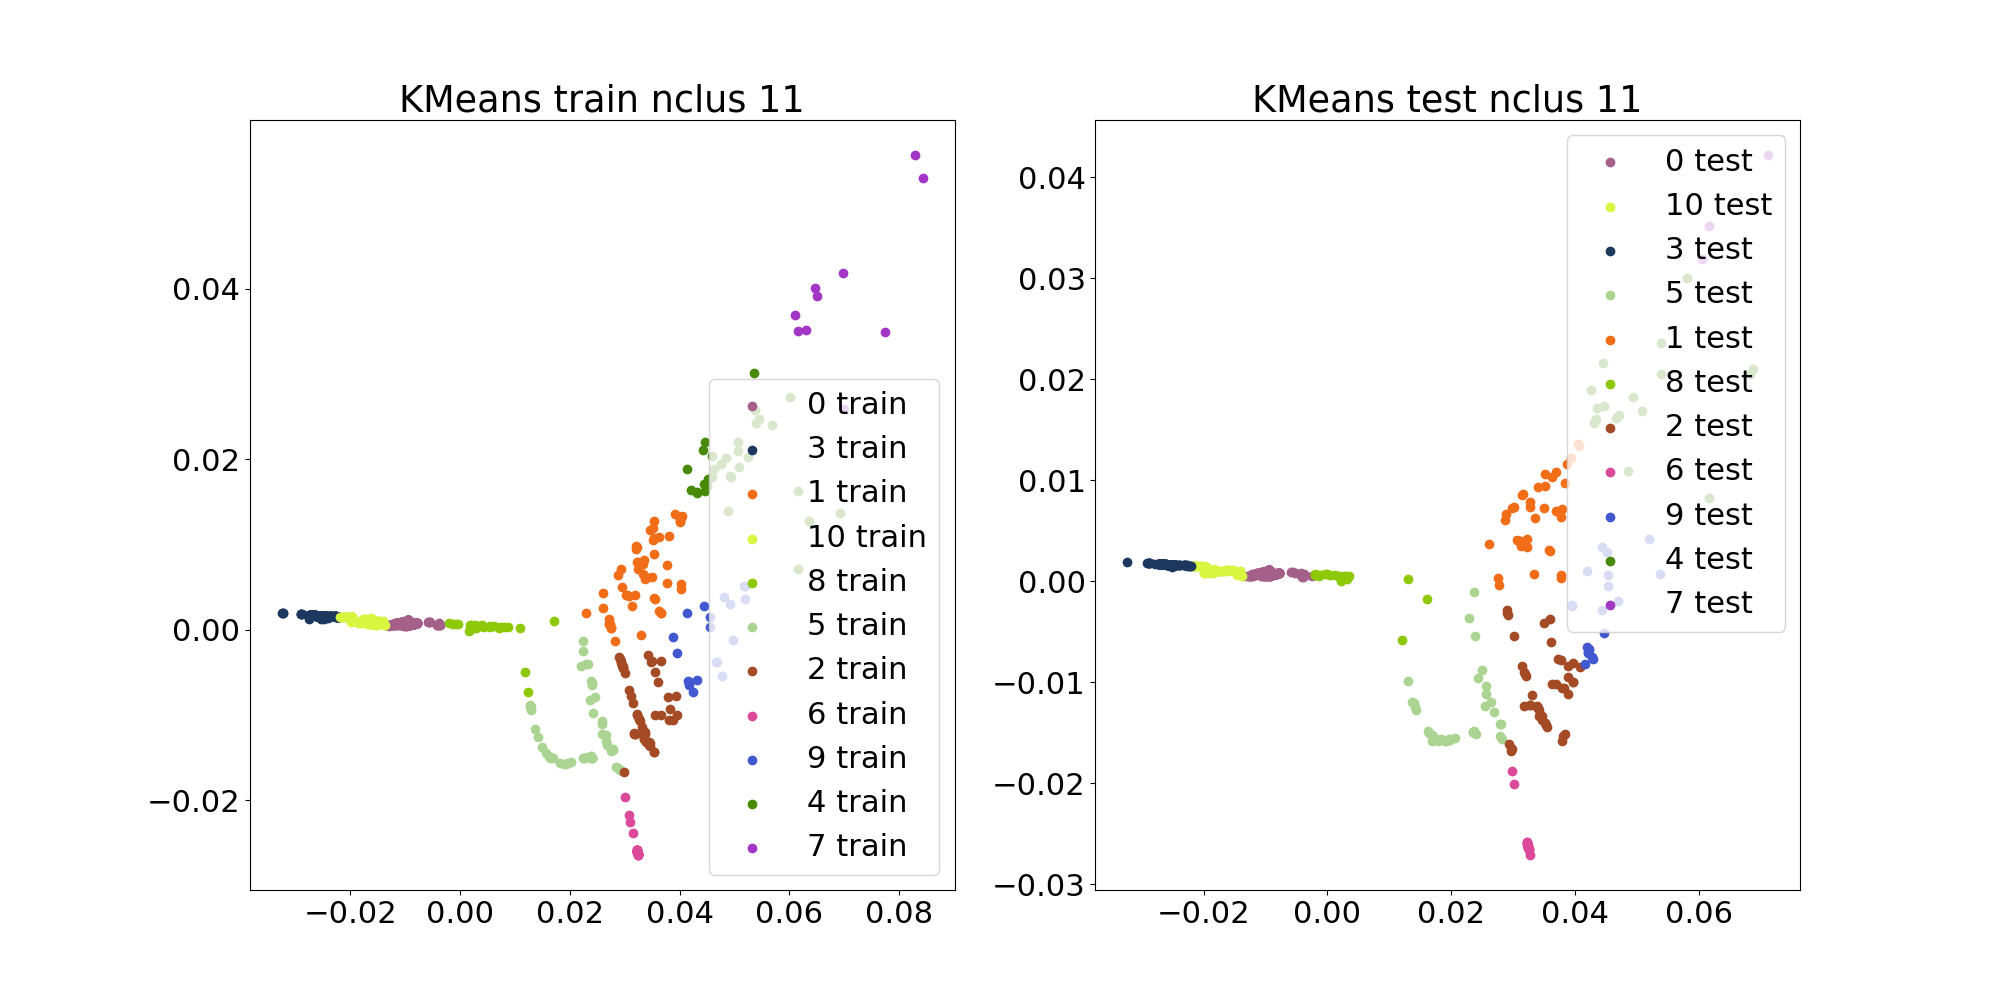 KMeans train nclus 11
0.04
0.02
0.00
−0.02
−0.02 0.00 0.02 0.04 0.06 0.08
0 train
3 train
1 train
10 train
8 train
5 train
2 train
6 train
9 train
4 train
7 train
KMeans test nclus 11
0.04
0.03
0.02
0.01
0.00
−0.01
−0.02
−0.03
−0.02 0.00 0.02 0.04 0.06
0 test
10 test
3 test
5 test
1 test
8 test
2 test
6 test
9 test
4 test
7 test